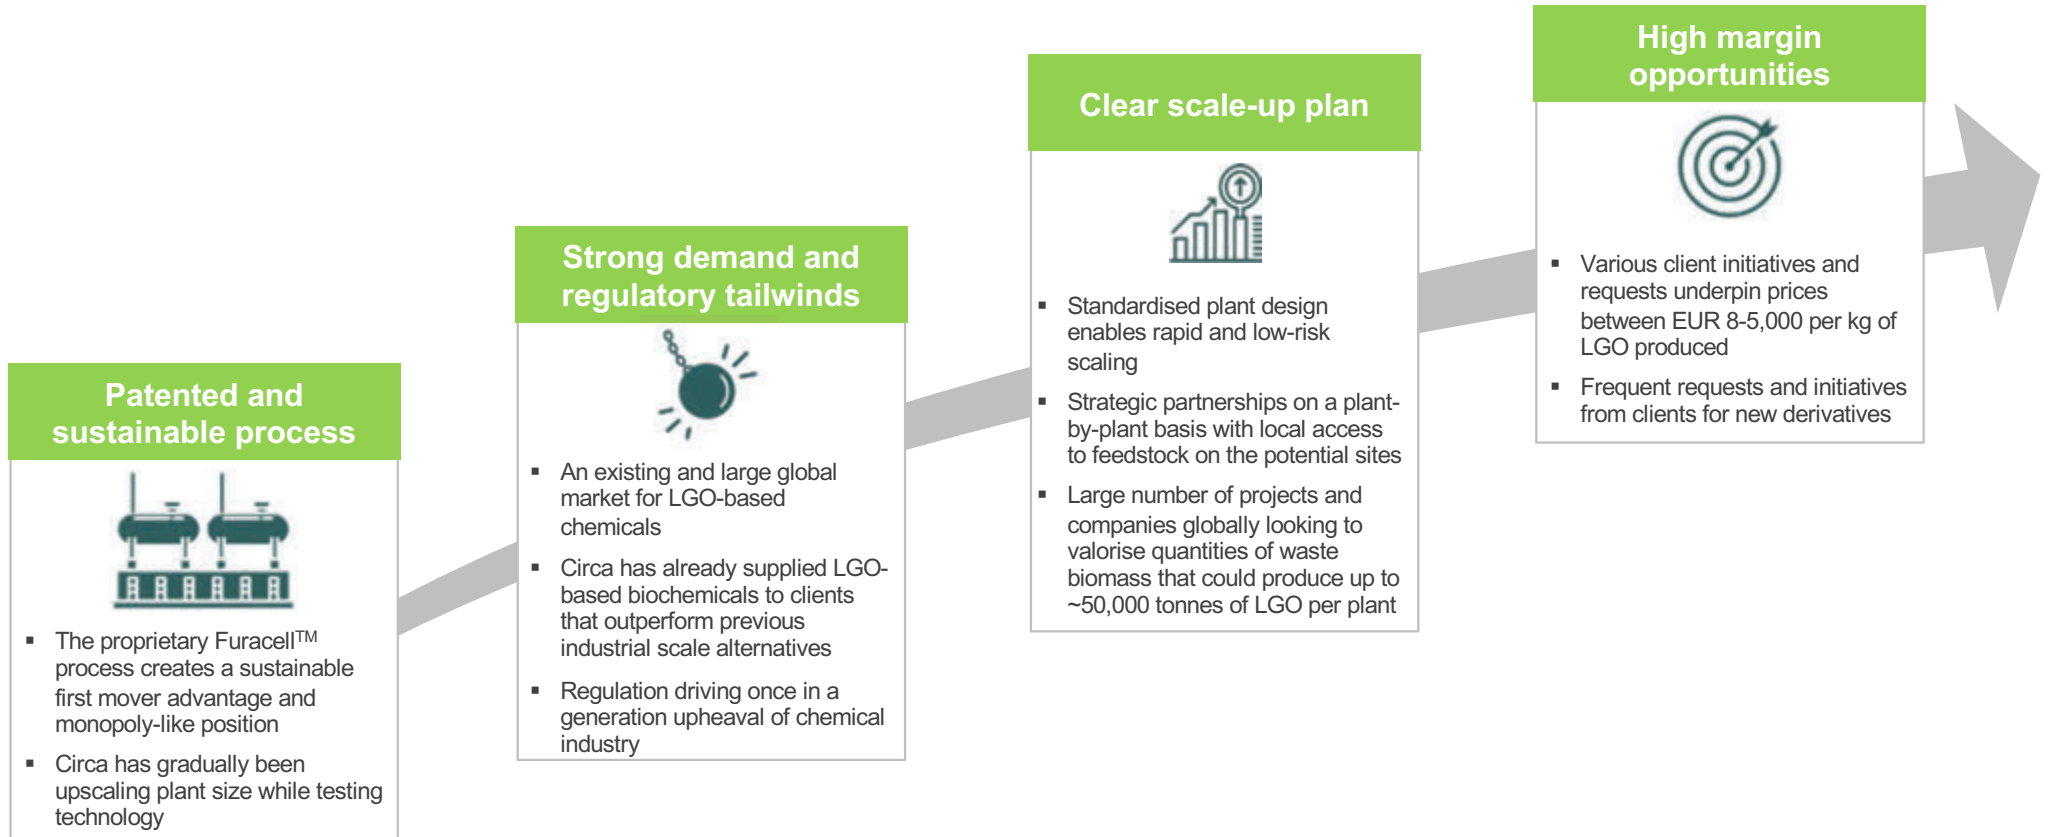 Patented and
sustainable process
▪ The proprietary Furacell™
process creates a sustainable
first mover advantage and
monopoly-like position
▪ Circa has gradually been
upscaling plant size while testing
technology
Strong demand and
regulatory tailwinds
▪ An existing and large global
market for LGO-based
chemicals
▪ Circa has already supplied LGO-
based biochemicals to clients
that outperform previous
industrial scale alternatives
▪ Regulation driving once in a
generation upheaval of chemical
industry
Clear scale-up plan
▪ Standardised plant design
enables rapid and low-risk
scaling
▪ Strategic partnerships on a plant-
by-plant basis with local access
to feedstock on the potential sites
▪ Large number of projects and
companies globally looking to
valorise quantities of waste
biomass that could produce up to
~50,000 tonnes of LGO per plant
High margin
opportunities
▪ Various client initiatives and
requests underpin prices
between EUR 8-5,000 per kg of
LGO produced
▪ Frequent requests and initiatives
from clients for new derivatives